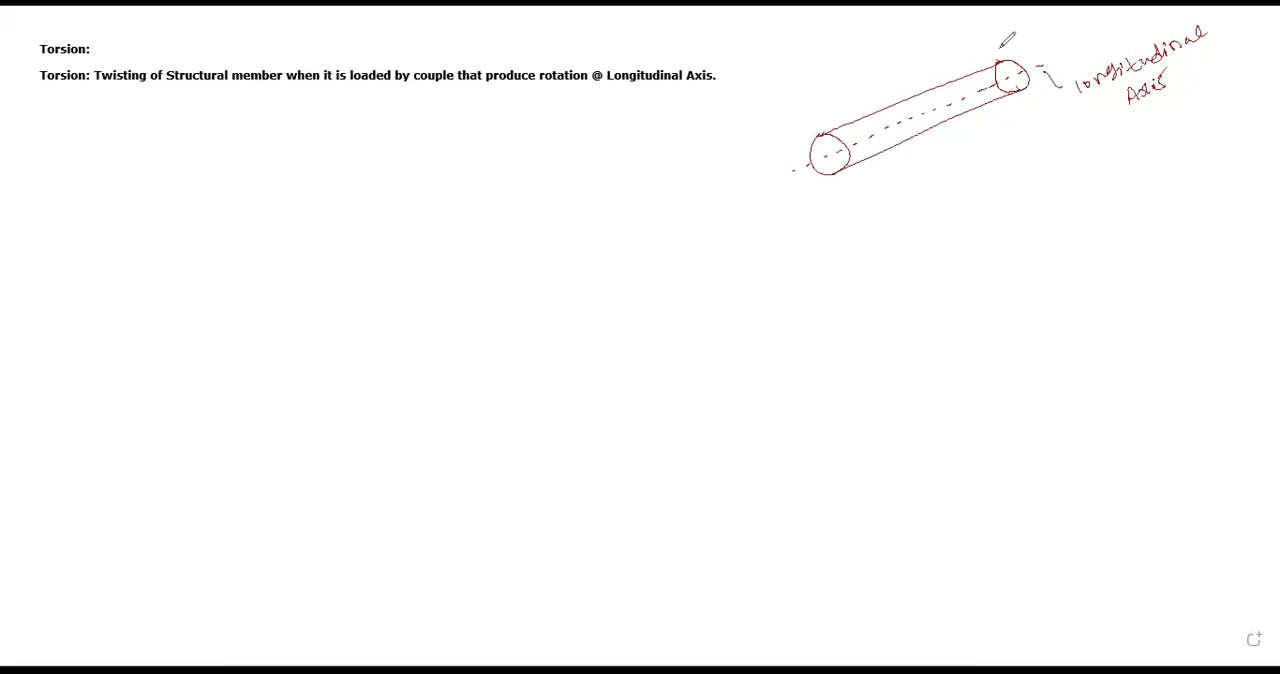 Torsion:
Torsion: Twisting of Structural member when it is loaded by couple that produce rotation @ Longitudinal Axis.
longitudinal
Axis